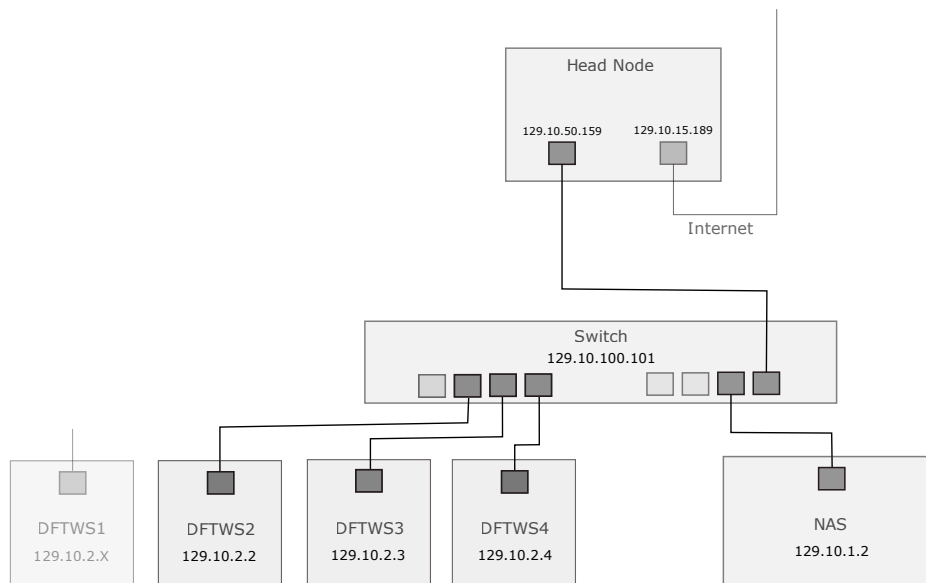 Head Node
129.10.50.159
129.10.15.189
Internet
Switch
129.10.100.101
DFTWS1
129.10.2.X
DFTWS2
129.10.2.2
DFTWS3
129.10.2.3
DFTWS4
129.10.2.4
NAS
129.10.1.2